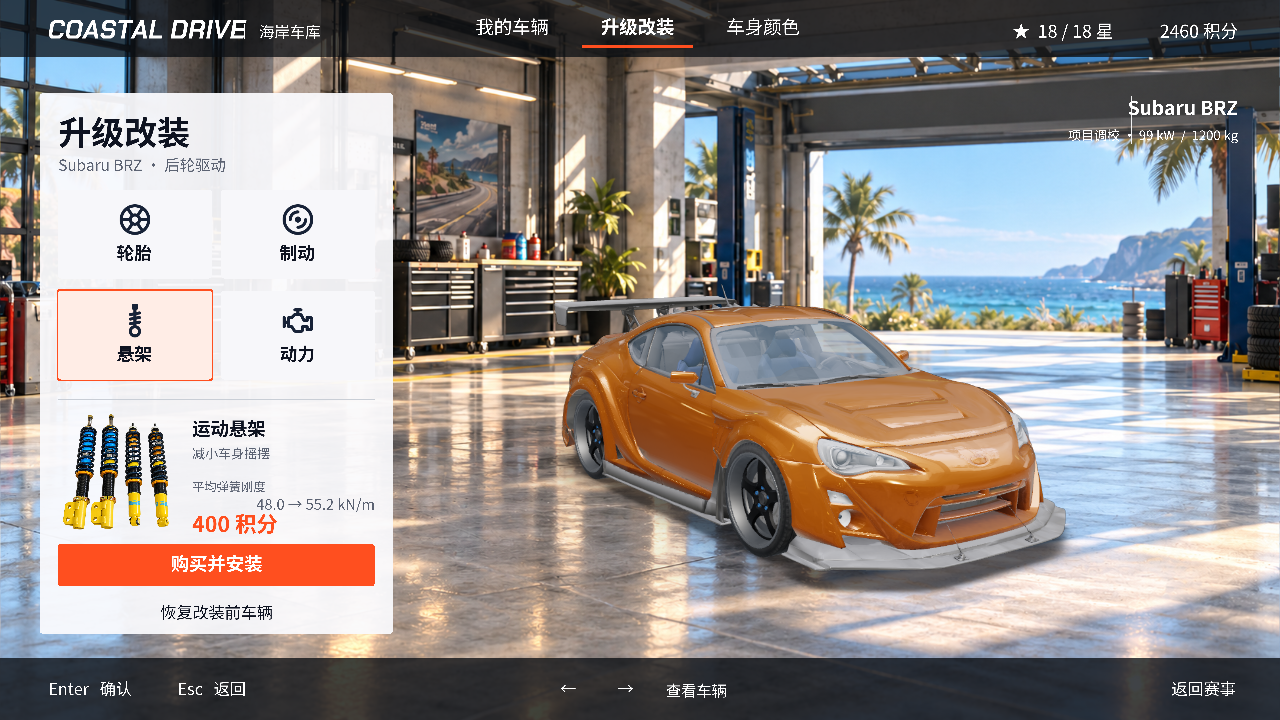 COASTAL DRIVE 海岸车库
我的车辆
升级改装
车身颜色
★ 18 / 18 星
2460 积分
Subaru BRZ
项目调校 · 99 kW / 1200 kg
升级改装
Subaru BRZ · 后轮驱动
轮胎
制动
悬架
动力
运动悬架
减小车身摇摆
平均弹簧刚度
48.0 → 55.2 kN/m
400 积分
购买并安装
恢复改装前车辆
Enter 确认
Esc 返回
← → 查看车辆
返回赛事